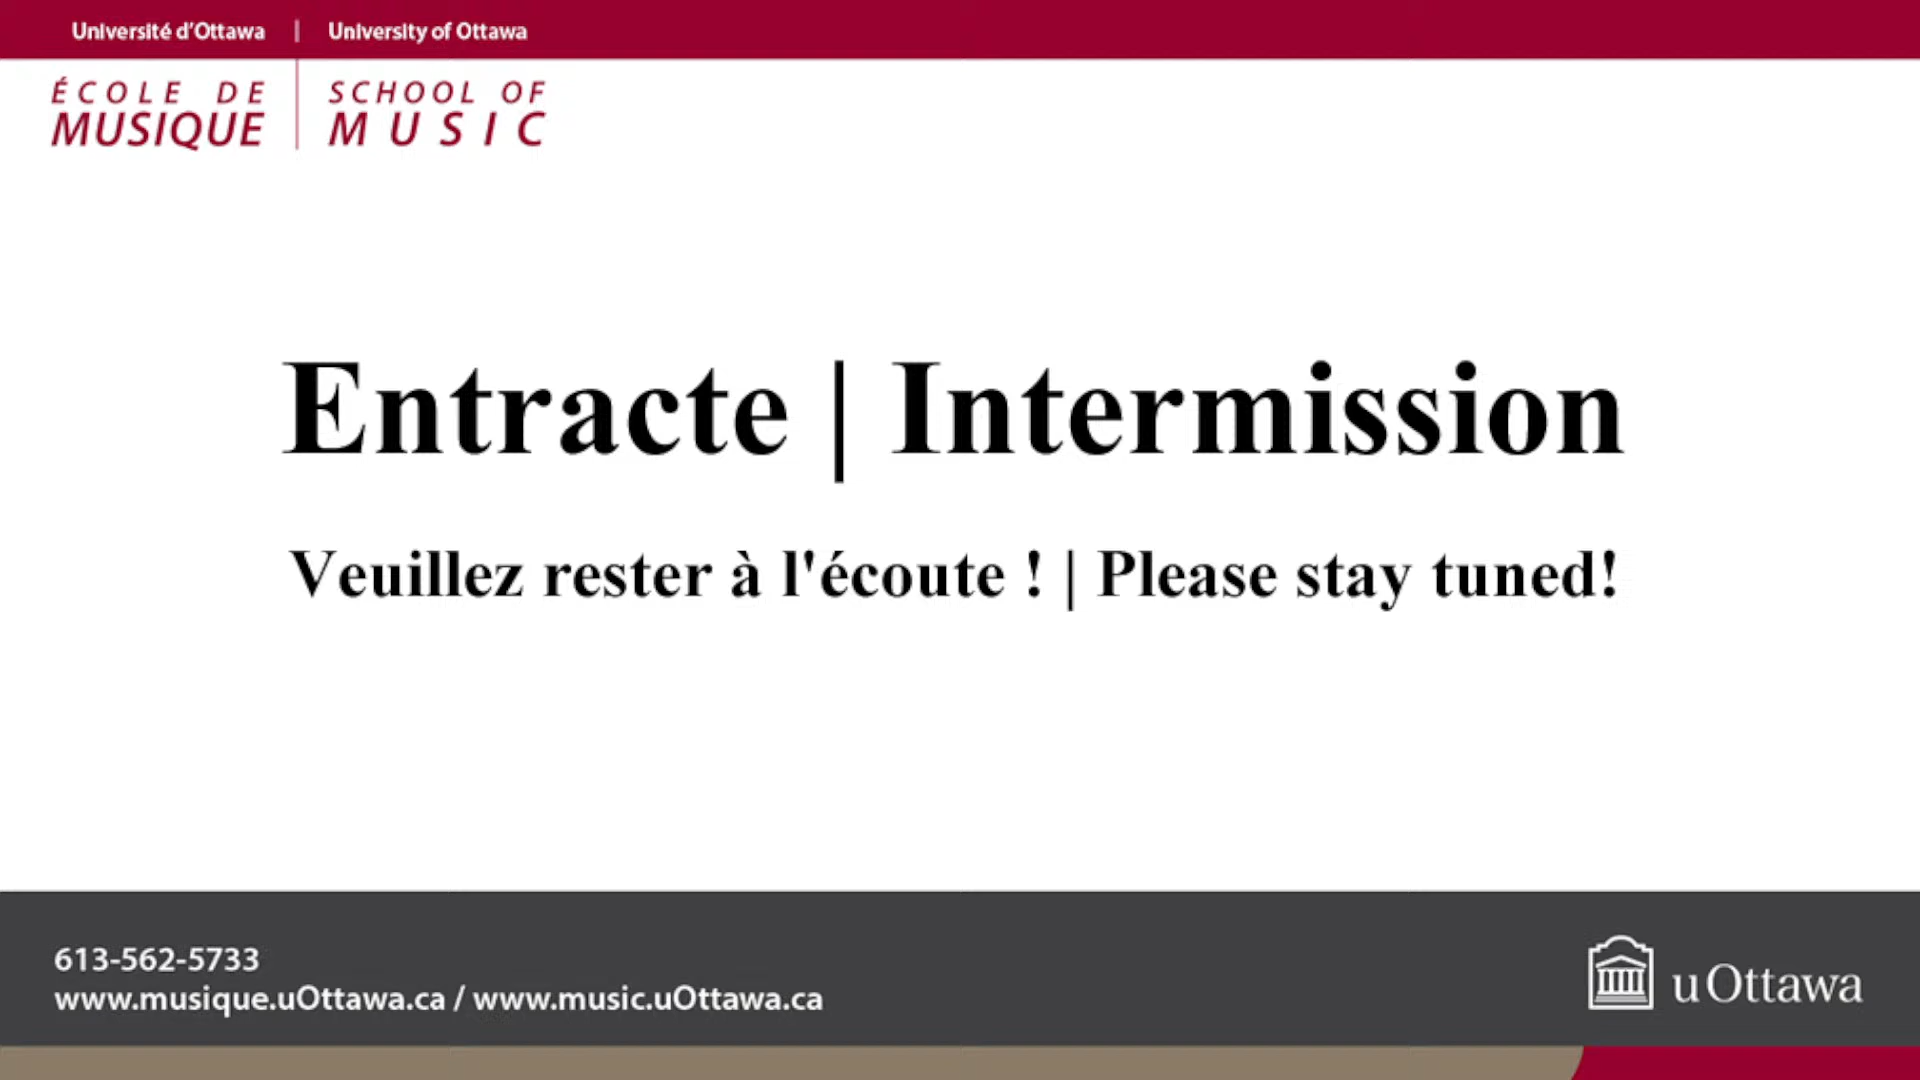 Université d'Ottawa | University of Ottawa
ÉCOLE DE
MUSIQUE
SCHOOL OF
MUSIC
Entracte | Intermission
Veuillez rester à l'écoute ! | Please stay tuned!
613-562-5733
www.musique.uOttawa.ca / www.music.uOttawa.ca
uOttawa